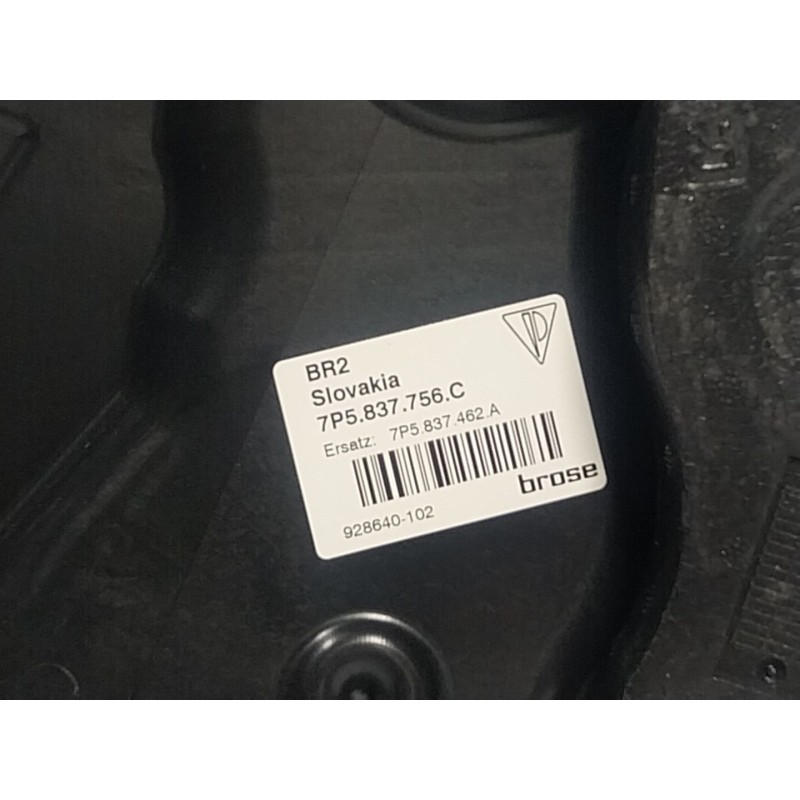 BR2
Slovakia
7P5.837.756.C
Ersatz: 7P5.837.462.A
brose
928640-102